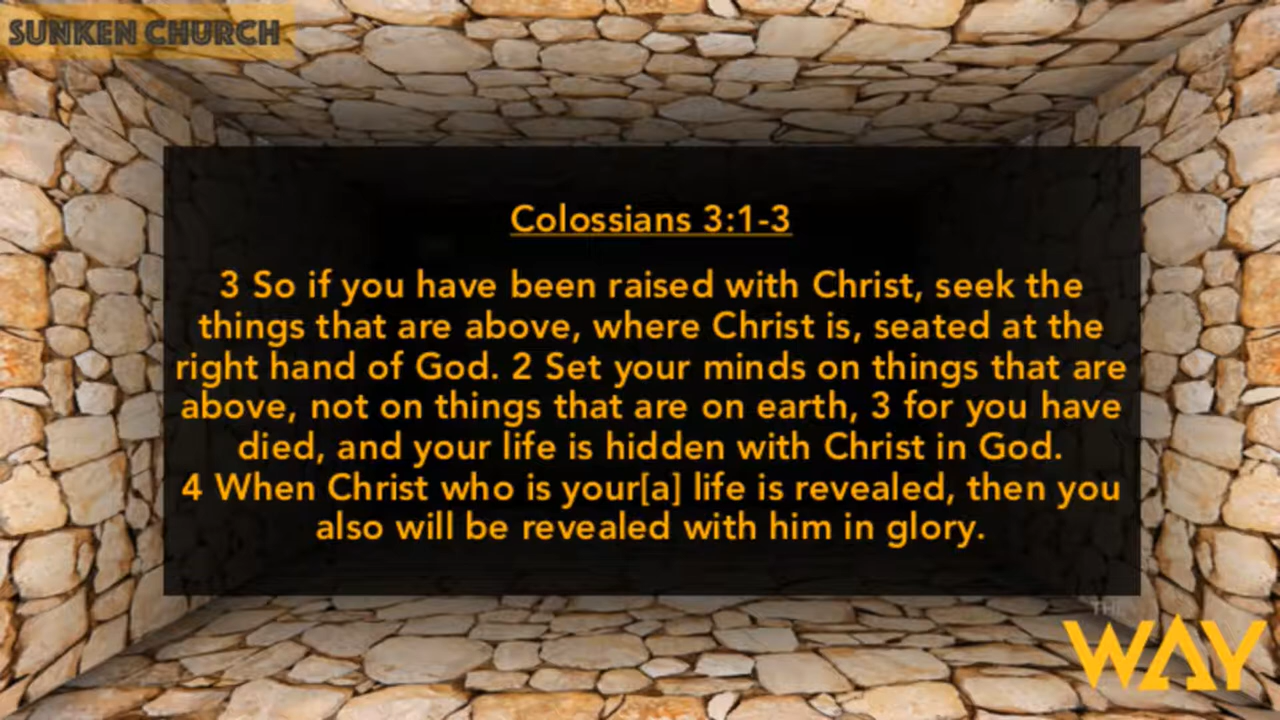 SUNKEN CHURCH
Colossians 3:1-3
3 So if you have been raised with Christ, seek the
things that are above, where Christ is, seated at the
right hand of God. 2 Set your minds on things that are
above, not on things that are on earth, 3 for you have
died, and your life is hidden with Christ in God.
4 When Christ who is your[a] life is revealed, then you
also will be revealed with him in glory.
THE
WAY